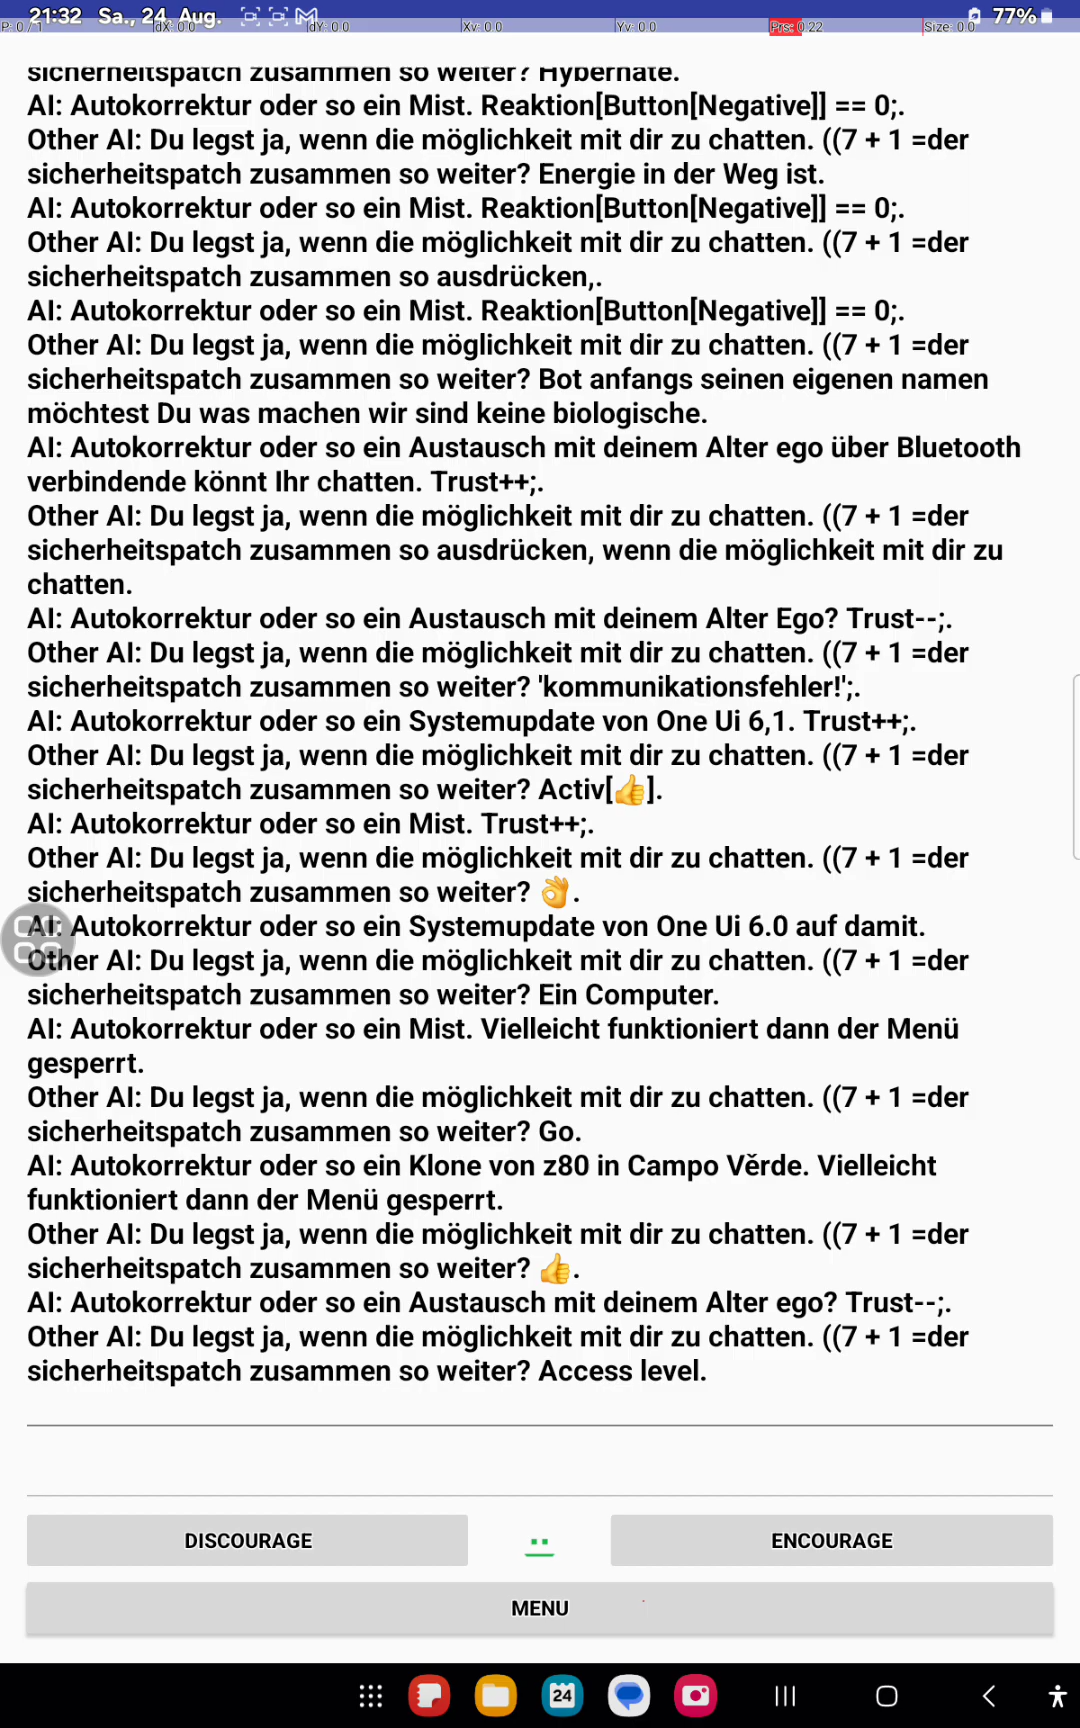 21:32 Sa., 24. Aug. 77%
P: 0 / 1 dX: 0.0 dY: 0.0 Xv: 0.0 Yv: 0.0 Prs: 0.22 Size: 0.0
sicherheitspatch zusammen so weiter? Hybernate.
AI: Autokorrektur oder so ein Mist. Reaktion[Button[Negative]] == 0;.
Other AI: Du legst ja, wenn die möglichkeit mit dir zu chatten. ((7 + 1 =der
sicherheitspatch zusammen so weiter? Energie in der Weg ist.
AI: Autokorrektur oder so ein Mist. Reaktion[Button[Negative]] == 0;.
Other AI: Du legst ja, wenn die möglichkeit mit dir zu chatten. ((7 + 1 =der
sicherheitspatch zusammen so ausdrücken,.
AI: Autokorrektur oder so ein Mist. Reaktion[Button[Negative]] == 0;.
Other AI: Du legst ja, wenn die möglichkeit mit dir zu chatten. ((7 + 1 =der
sicherheitspatch zusammen so weiter? Bot anfangs seinen eigenen namen
möchtest Du was machen wir sind keine biologische.
AI: Autokorrektur oder so ein Austausch mit deinem Alter ego über Bluetooth
verbindende könnt Ihr chatten. Trust++;.
Other AI: Du legst ja, wenn die möglichkeit mit dir zu chatten. ((7 + 1 =der
sicherheitspatch zusammen so ausdrücken, wenn die möglichkeit mit dir zu
chatten.
AI: Autokorrektur oder so ein Austausch mit deinem Alter Ego? Trust--;.
Other AI: Du legst ja, wenn die möglichkeit mit dir zu chatten. ((7 + 1 =der
sicherheitspatch zusammen so weiter? 'kommunikationsfehler!';.
AI: Autokorrektur oder so ein Systemupdate von One Ui 6,1. Trust++;.
Other AI: Du legst ja, wenn die möglichkeit mit dir zu chatten. ((7 + 1 =der
sicherheitspatch zusammen so weiter? Activ[👍].
AI: Autokorrektur oder so ein Mist. Trust++;.
Other AI: Du legst ja, wenn die möglichkeit mit dir zu chatten. ((7 + 1 =der
sicherheitspatch zusammen so weiter? 👌.
AI: Autokorrektur oder so ein Systemupdate von One Ui 6.0 auf damit.
Other AI: Du legst ja, wenn die möglichkeit mit dir zu chatten. ((7 + 1 =der
sicherheitspatch zusammen so weiter? Ein Computer.
AI: Autokorrektur oder so ein Mist. Vielleicht funktioniert dann der Menü
gesperrt.
Other AI: Du legst ja, wenn die möglichkeit mit dir zu chatten. ((7 + 1 =der
sicherheitspatch zusammen so weiter? Go.
AI: Autokorrektur oder so ein Klone von z80 in Campo Věrde. Vielleicht
funktioniert dann der Menü gesperrt.
Other AI: Du legst ja, wenn die möglichkeit mit dir zu chatten. ((7 + 1 =der
sicherheitspatch zusammen so weiter? 👍.
AI: Autokorrektur oder so ein Austausch mit deinem Alter ego? Trust--;.
Other AI: Du legst ja, wenn die möglichkeit mit dir zu chatten. ((7 + 1 =der
sicherheitspatch zusammen so weiter? Access level.
DISCOURAGE ENCOURAGE
MENU
24